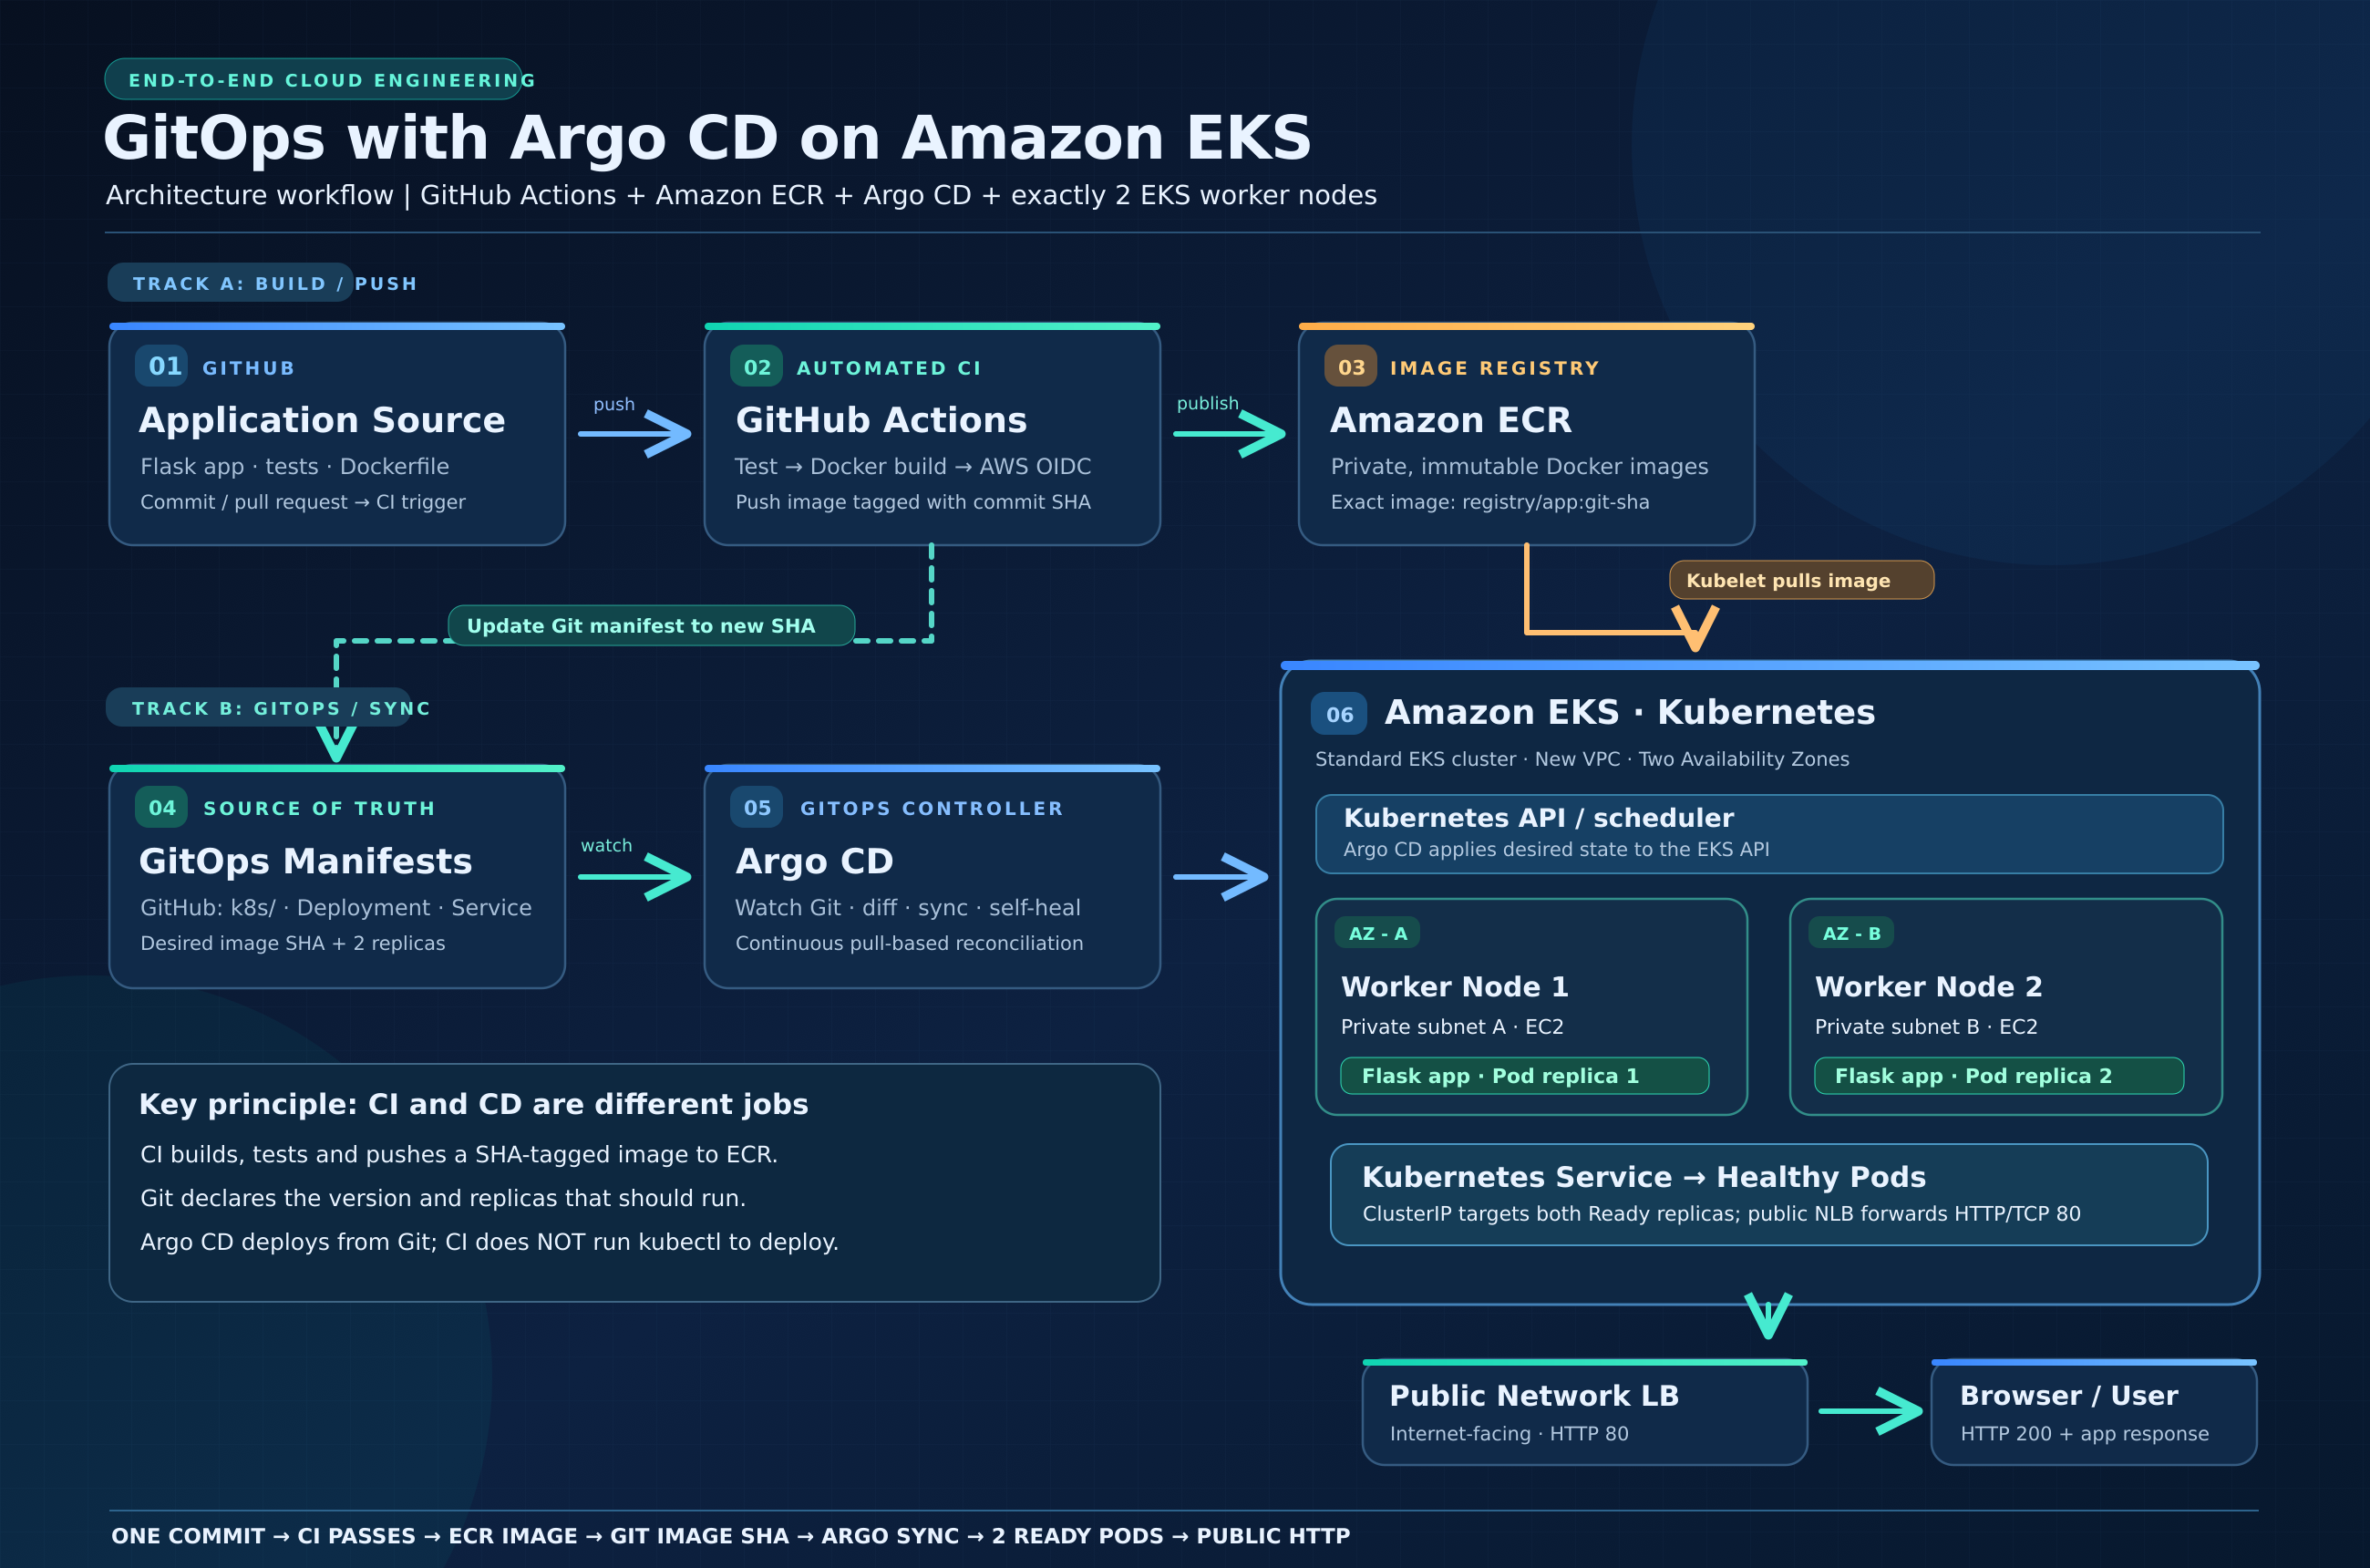 END-TO-END CLOUD ENGINEERING
GitOps with Argo CD on Amazon EKS
Architecture workflow | GitHub Actions + Amazon ECR + Argo CD + exactly 2 EKS worker nodes
TRACK A: BUILD / PUSH
01 GITHUB
Application Source
Flask app · tests · Dockerfile
Commit / pull request → CI trigger
push
02 AUTOMATED CI
GitHub Actions
Test → Docker build → AWS OIDC
Push image tagged with commit SHA
publish
03 IMAGE REGISTRY
Amazon ECR
Private, immutable Docker images
Exact image: registry/app:git-sha
Kubelet pulls image
Update Git manifest to new SHA
TRACK B: GITOPS / SYNC
04 SOURCE OF TRUTH
GitOps Manifests
GitHub: k8s/ · Deployment · Service
Desired image SHA + 2 replicas
watch
05 GITOPS CONTROLLER
Argo CD
Watch Git · diff · sync · self-heal
Continuous pull-based reconciliation
06 Amazon EKS · Kubernetes
Standard EKS cluster · New VPC · Two Availability Zones
Kubernetes API / scheduler
Argo CD applies desired state to the EKS API
AZ - A
Worker Node 1
Private subnet A · EC2
Flask app · Pod replica 1
AZ - B
Worker Node 2
Private subnet B · EC2
Flask app · Pod replica 2
Kubernetes Service → Healthy Pods
ClusterIP targets both Ready replicas; public NLB forwards HTTP/TCP 80
Key principle: CI and CD are different jobs
CI builds, tests and pushes a SHA-tagged image to ECR.
Git declares the version and replicas that should run.
Argo CD deploys from Git; CI does NOT run kubectl to deploy.
Public Network LB
Internet-facing · HTTP 80
Browser / User
HTTP 200 + app response
ONE COMMIT → CI PASSES → ECR IMAGE → GIT IMAGE SHA → ARGO SYNC → 2 READY PODS → PUBLIC HTTP